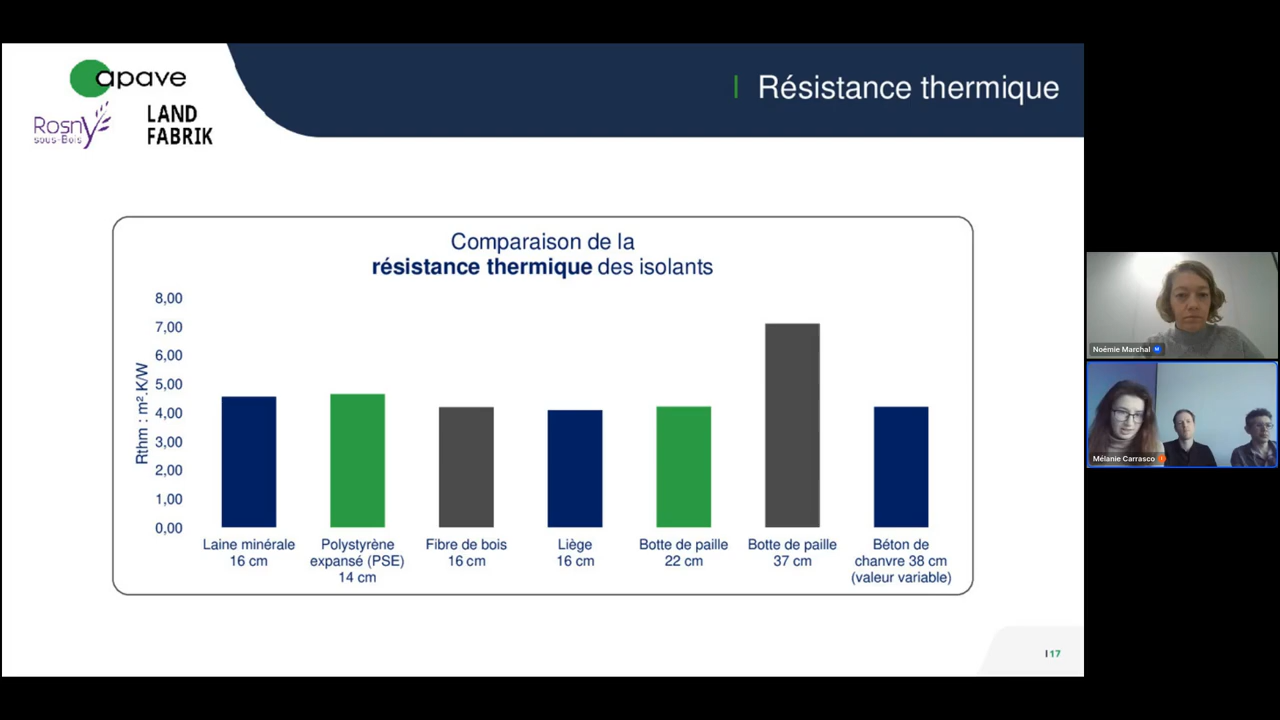 apave
Rosny
sous-Bois
LAND
FABRIK
Résistance thermique
Comparaison de la
résistance thermique des isolants
Rthm : m².K/W
8,00
7,00
6,00
5,00
4,00
3,00
2,00
1,00
0,00
Laine minérale
16 cm
Polystyrène
expansé (PSE)
14 cm
Fibre de bois
16 cm
Liège
16 cm
Botte de paille
22 cm
Botte de paille
37 cm
Béton de
chanvre 38 cm
(valeur variable)
17
Noémie Marchal
Mélanie Carrasco